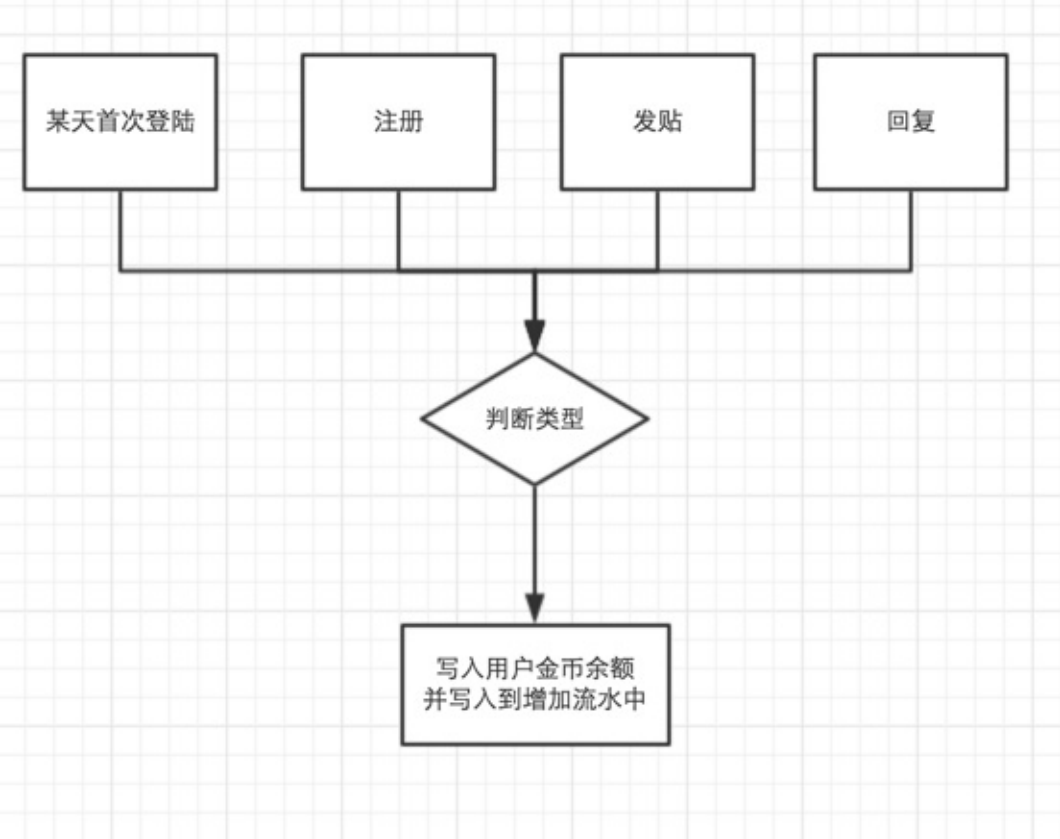 某天首次登陆
注册
发贴
回复
判断类型
写入用户金币余额
并写入到增加流水中